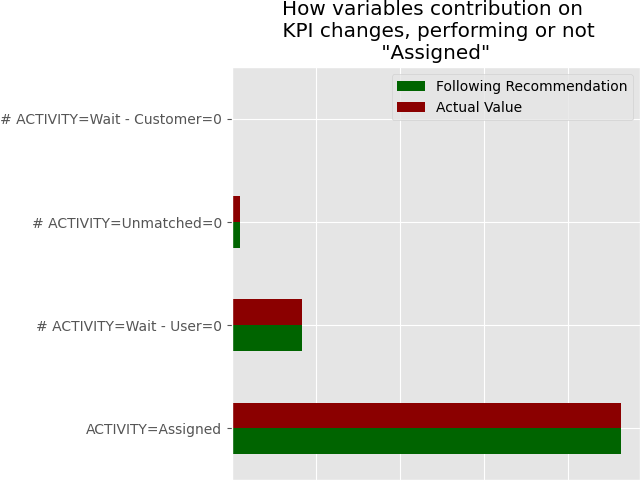 How variables contribution on
KPI changes, performing or not
"Assigned"
Following Recommendation
Actual Value
# ACTIVITY=Wait - Customer=0
# ACTIVITY=Unmatched=0
# ACTIVITY=Wait - User=0
ACTIVITY=Assigned